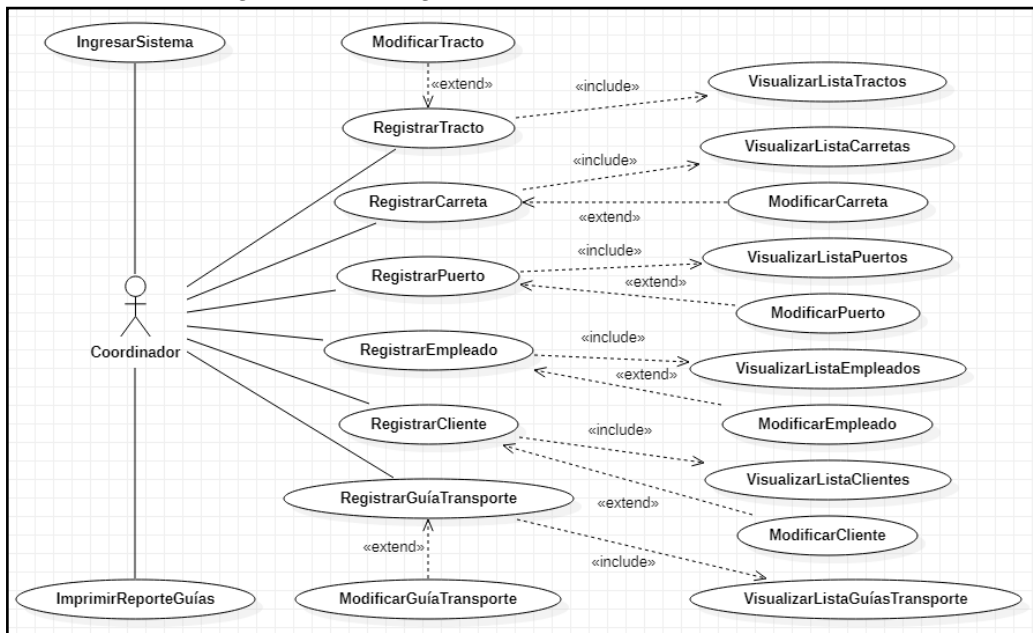 IngresarSistema
ModificarTracto
«extend»
«include»
VisualizarListaTractos
RegistrarTracto
VisualizarListaCarretas
«include»
RegistrarCarreta
ModificarCarreta
«extend»
«include»
VisualizarListaPuertos
RegistrarPuerto
«extend»
ModificarPuerto
Coordinador
RegistrarEmpleado
«include»
VisualizarListaEmpleados
«extend»
RegistrarCliente
ModificarEmpleado
«include»
VisualizarListaClientes
RegistrarGuíaTransporte
«extend»
ModificarCliente
«extend»
«include»
ImprimirReporteGuías
ModificarGuíaTransporte
VisualizarListaGuíasTransporte